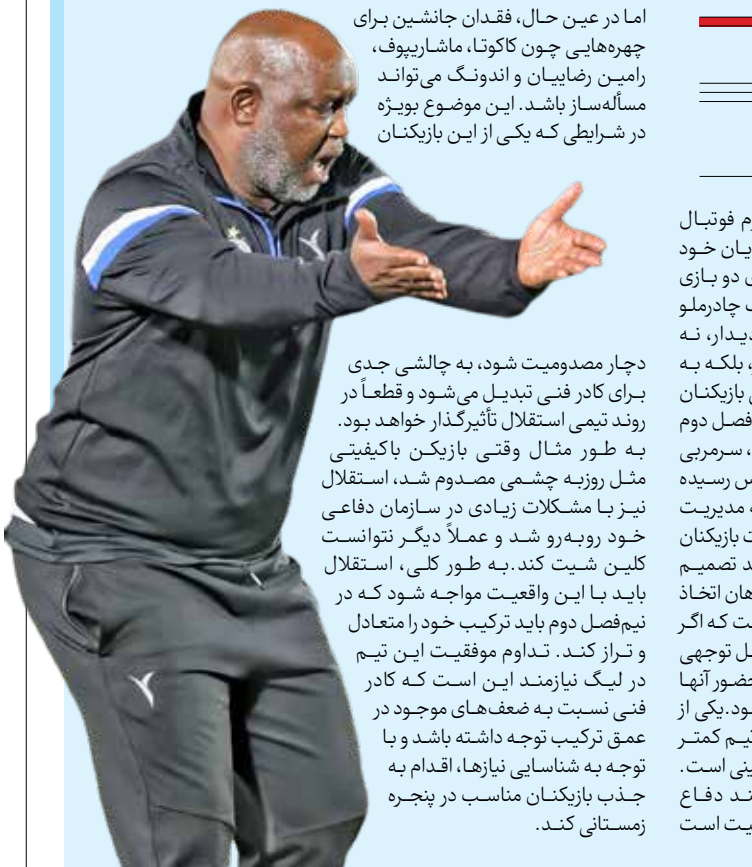 م فوتبال
یان خود
ی دو بازی
ب چادرملو
دیدار، نه
، بلکه به
ی بازیکنان
فصل دوم
، سرمربی
س رسیده
ه مدیریت
ت بازیکنان
ند تصمیم
هان اتخاذ
ت که اگر
ل توجهی
حضور آنها
ود. یکی از
تیم کمتر
ینی است.
ند دفاع
یت است
اما در عین حال، فقدان جانشین برای
چهره‌هایی چون کاکوتا، ماشاریپوف،
رامین رضاییان و اندونگ می‌تواند
مسأله‌ساز باشد. این موضوع بویژه
در شرایطی که یکی از این بازیکنان
دچار مصدومیت شود، به چالشی جدی
برای کادر فنی تبدیل می‌شود و قطعاً در
روند تیمی استقلال تأثیرگذار خواهد بود.
به طور مثال وقتی بازیکن باکیفیتی
مثل روزبه چشمی مصدوم شد، استقلال
نیز با مشکلات زیادی در سازمان دفاعی
خود روبه‌رو شد و عملاً دیگر نتوانست
کلین شیت کند.به طور کلی، استقلال
باید با این واقعیت مواجه شود که در
نیم‌فصل دوم باید ترکیب خود را متعادل
و تراز کند. تداوم موفقیت این تیم
در لیگ نیازمند این است که کادر
فنی نسبت به ضعف‌های موجود در
عمق ترکیب توجه داشته باشد و با
توجه به شناسایی نیازها، اقدام به
جذب بازیکنان مناسب در پنجره
زمستانی کند.